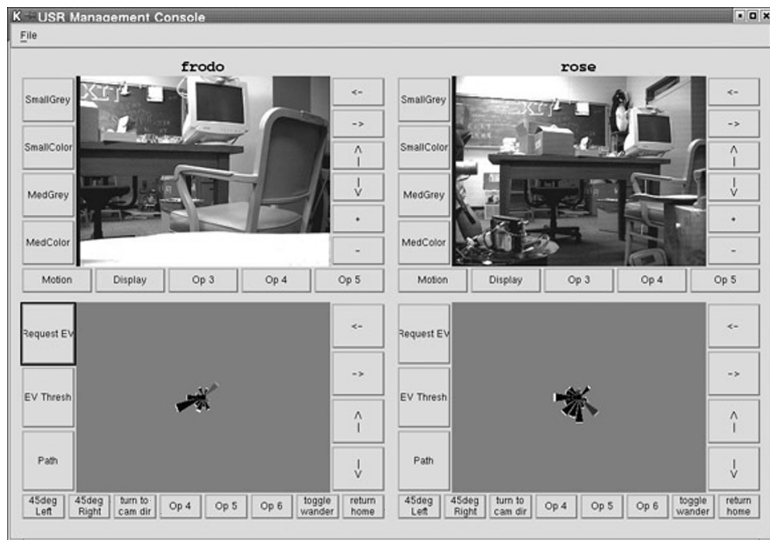 K USR Management Console
File
frodo
SmallGrey
SmallColor
MedGrey
MedColor
EXIT
<-
->
^
|
|
v
+
-
Motion Display Op 3 Op 4 Op 5
Request EV
EV Thresh
Path
<-
->
^
|
|
v
45deg Left
45deg Right
turn to cam dir
Op 4
Op 5
Op 6
toggle wander
return home
rose
SmallGrey
SmallColor
MedGrey
MedColor
EXIT
<-
->
^
|
|
v
+
-
Motion Display Op 3 Op 4 Op 5
Request EV
EV Thresh
Path
<-
->
^
|
|
v
45deg Left
45deg Right
turn to cam dir
Op 4
Op 5
Op 6
toggle wander
return home